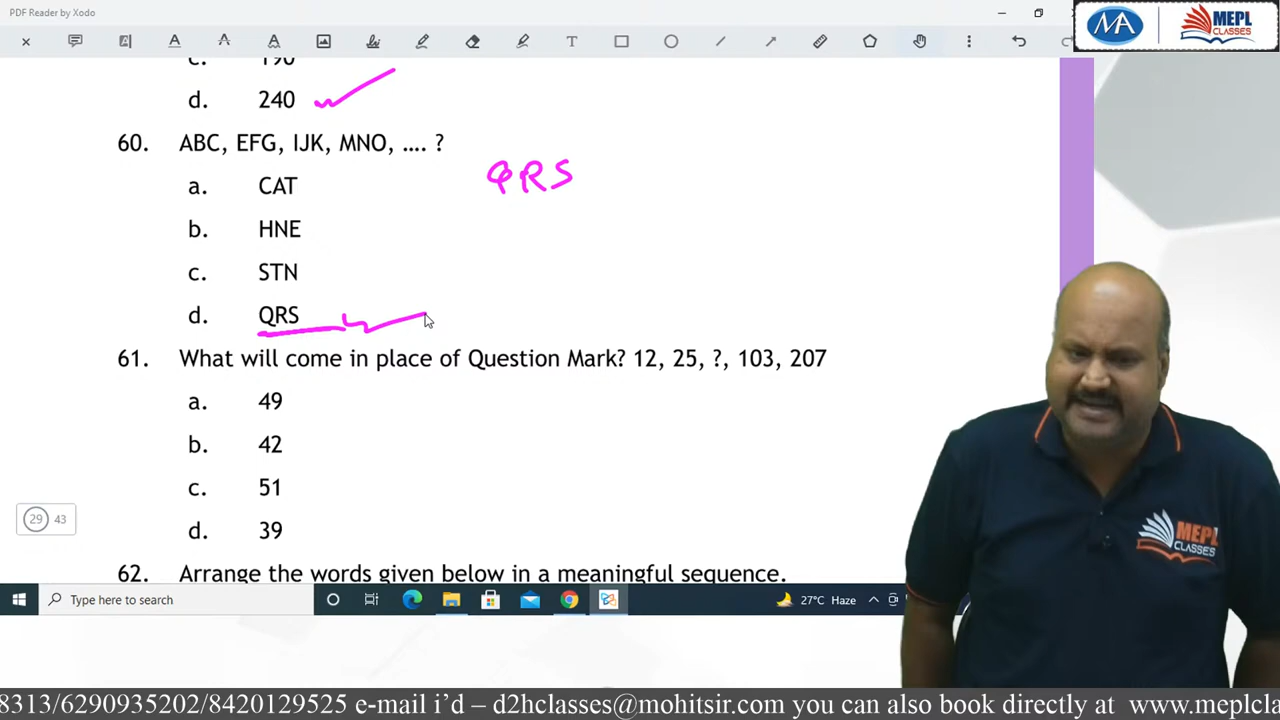 PDF Reader by Xodo
MA
MEPL
CLASSES
c. 190
d. 240
60. ABC, EFG, IJK, MNO, .... ?
QRS
a. CAT
b. HNE
c. STN
d. QRS
61. What will come in place of Question Mark? 12, 25, ?, 103, 207
a. 49
b. 42
c. 51
d. 39
29 43
62. Arrange the words given below in a meaningful sequence.
MEPL
CLASSES
Type here to search
27°C Haze
8313/6290935202/8420129525 e-mail i'd – d2hclasses@mohitsir.com you can also book directly at www.meplcla